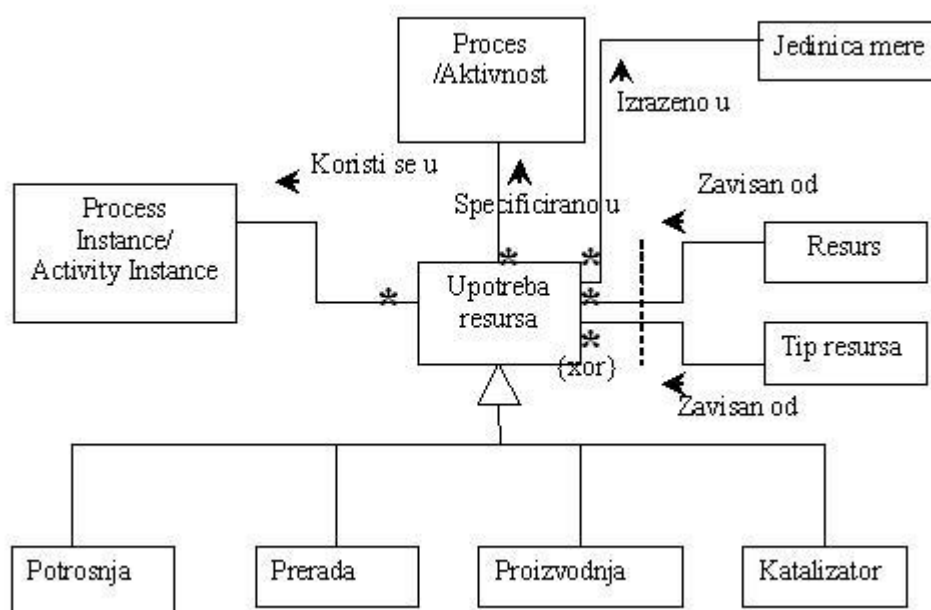 Proces
/Aktivnost
Jedinica mere
Izrazeno u
Koristi se u
Specificirano u
Zavisan od
Process
Instance/
Activity Instance
Resurs
*
*
*
*
*
Upotreba
resursa
Tip resursa
{xor}
Zavisan od
Potrosnja
Prerada
Proizvodnja
Katalizator